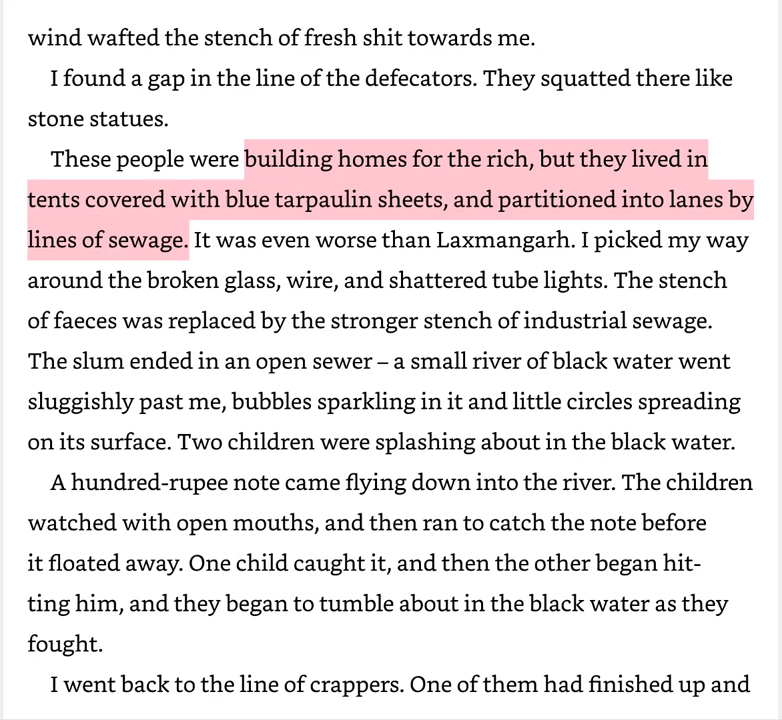 wind wafted the stench of fresh shit towards me.
I found a gap in the line of the defecators. They squatted there like
stone statues.
These people were building homes for the rich, but they lived in
tents covered with blue tarpaulin sheets, and partitioned into lanes by
lines of sewage. It was even worse than Laxmangarh. I picked my way
around the broken glass, wire, and shattered tube lights. The stench
of faeces was replaced by the stronger stench of industrial sewage.
The slum ended in an open sewer – a small river of black water went
sluggishly past me, bubbles sparkling in it and little circles spreading
on its surface. Two children were splashing about in the black water.
A hundred-rupee note came flying down into the river. The children
watched with open mouths, and then ran to catch the note before
it floated away. One child caught it, and then the other began hit-
ting him, and they began to tumble about in the black water as they
fought.
I went back to the line of crappers. One of them had finished up and